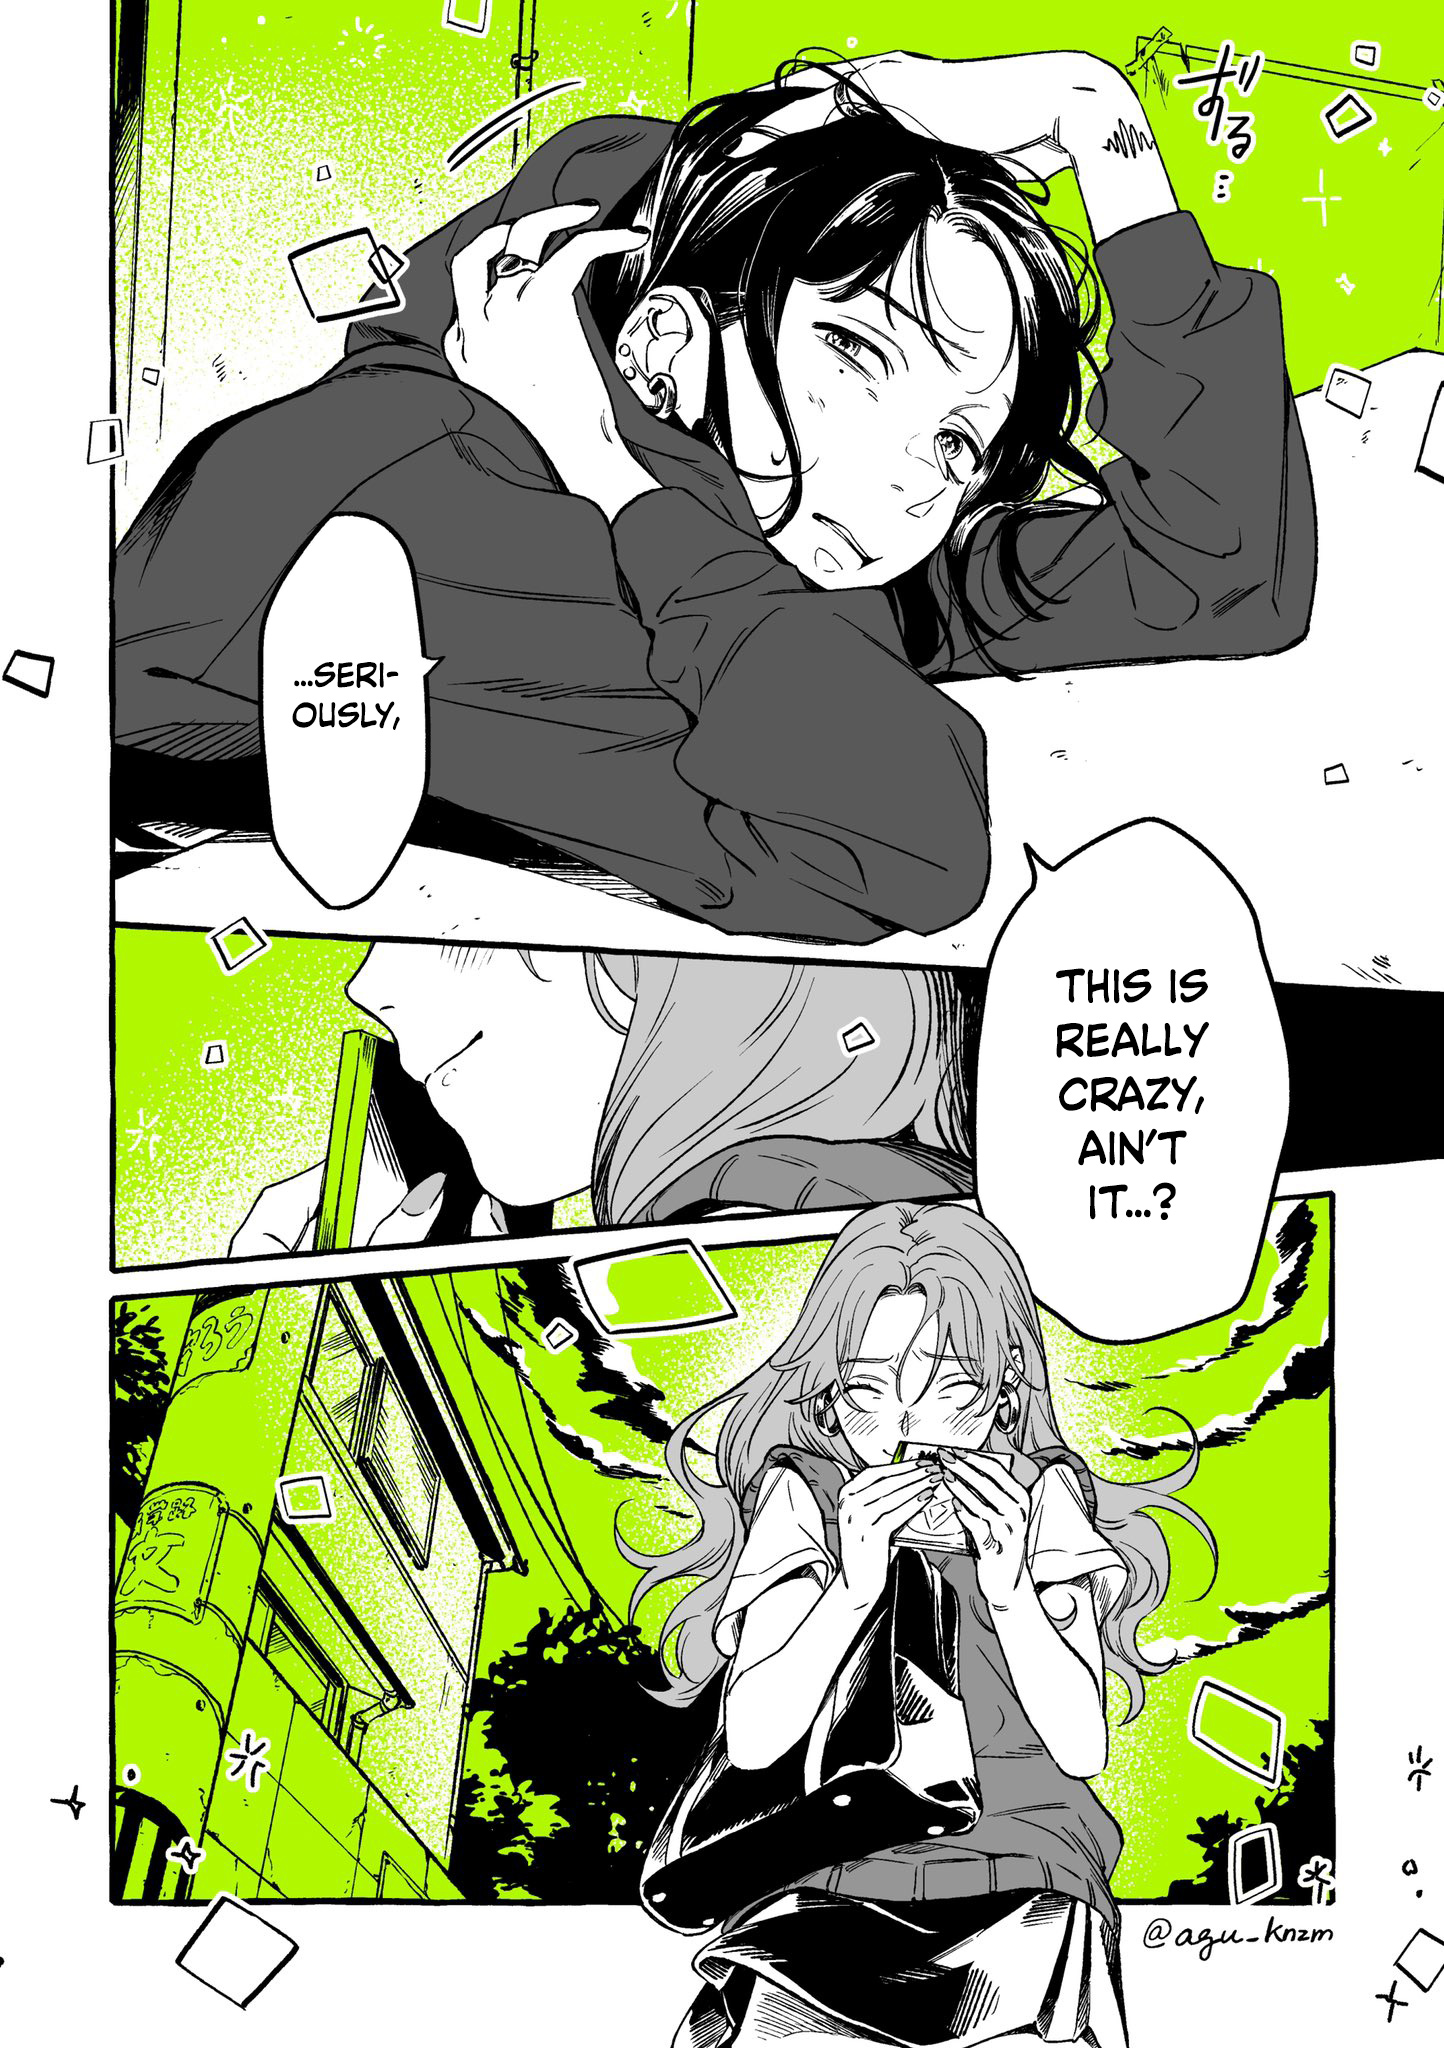 ずる…
...SERI-
OUSLY,
THIS IS
REALLY
CRAZY,
AIN'T
IT...?
@agu_knzm